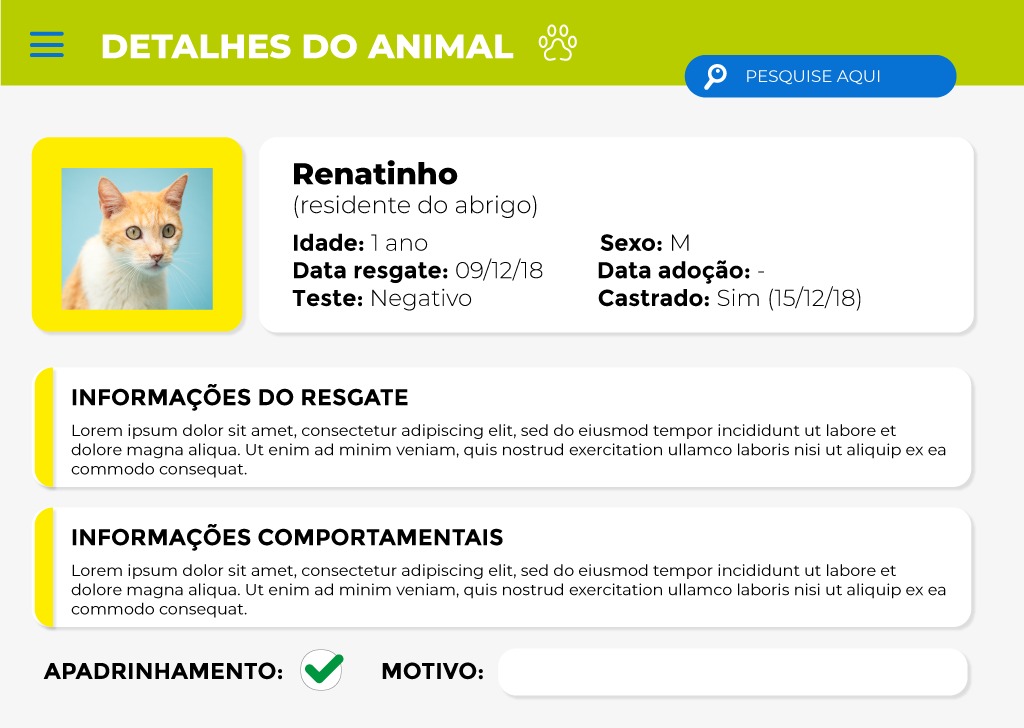 DETALHES DO ANIMAL
PESQUISE AQUI
Renatinho
(residente do abrigo)
Idade: 1 ano Sexo: M
Data resgate: 09/12/18 Data adoção: -
Teste: Negativo Castrado: Sim (15/12/18)
INFORMAÇÕES DO RESGATE
Lorem ipsum dolor sit amet, consectetur adipiscing elit, sed do eiusmod tempor incididunt ut labore et
dolore magna aliqua. Ut enim ad minim veniam, quis nostrud exercitation ullamco laboris nisi ut aliquip ex ea
commodo consequat.
INFORMAÇÕES COMPORTAMENTAIS
Lorem ipsum dolor sit amet, consectetur adipiscing elit, sed do eiusmod tempor incididunt ut labore et
dolore magna aliqua. Ut enim ad minim veniam, quis nostrud exercitation ullamco laboris nisi ut aliquip ex ea
commodo consequat.
APADRINHAMENTO: MOTIVO: